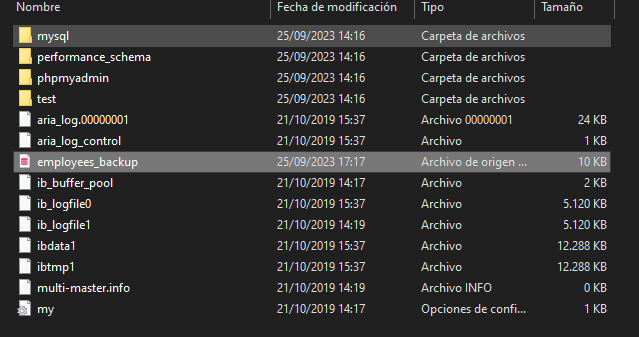 Nombre Fecha de modificación Tipo Tamaño
mysql 25/09/2023 14:16 Carpeta de archivos
performance_schema 25/09/2023 14:16 Carpeta de archivos
phpmyadmin 25/09/2023 14:16 Carpeta de archivos
test 25/09/2023 14:16 Carpeta de archivos
aria_log.00000001 21/10/2019 15:37 Archivo 00000001 24 KB
aria_log_control 21/10/2019 15:37 Archivo 1 KB
employees_backup 25/09/2023 17:17 Archivo de origen ... 10 KB
ib_buffer_pool 21/10/2019 14:17 Archivo 2 KB
ib_logfile0 21/10/2019 15:37 Archivo 5.120 KB
ib_logfile1 21/10/2019 14:19 Archivo 5.120 KB
ibdata1 21/10/2019 15:37 Archivo 12.288 KB
ibtmp1 21/10/2019 15:37 Archivo 12.288 KB
multi-master.info 21/10/2019 14:19 Archivo INFO 0 KB
my 21/10/2019 14:17 Opciones de confi... 1 KB